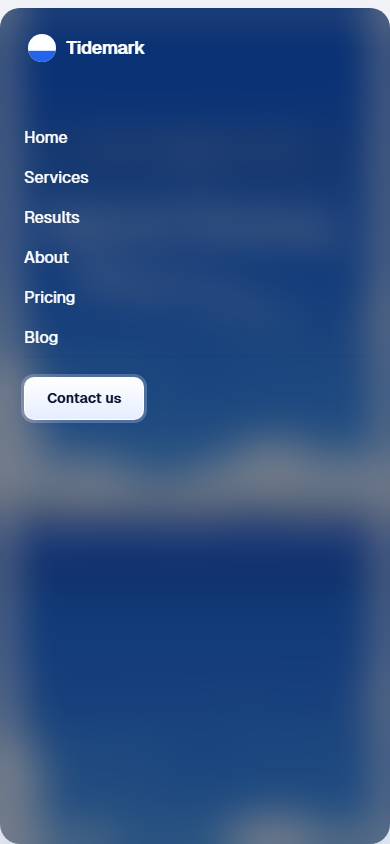 Tidemark
Home
Services
Results
About
Pricing
Blog
Contact us